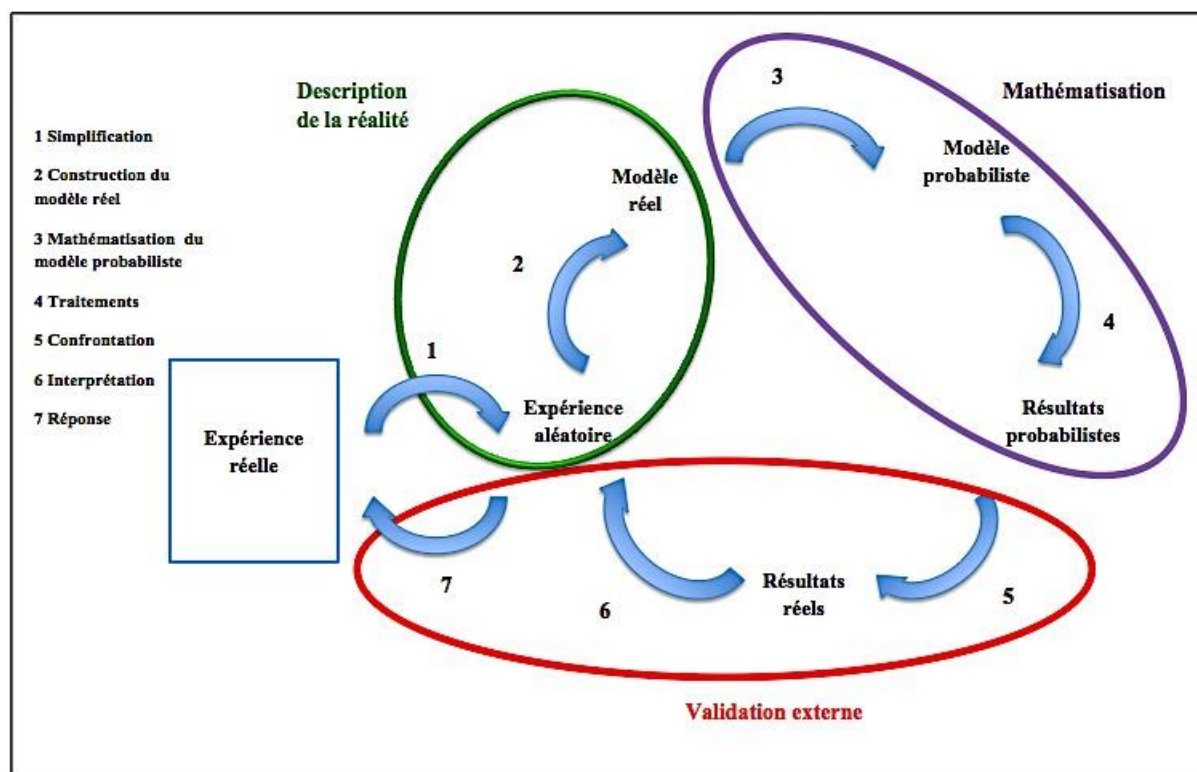 Description
de la réalité
1 Simplification
2 Construction du
modèle réel
3 Mathématisation du
modèle probabiliste
4 Traitements
5 Confrontation
6 Interprétation
7 Réponse
Expérience
réelle
1
Expérience
aléatoire
2
Modèle
réel
3
Mathématisation
Modèle
probabiliste
4
Résultats
probabilistes
5
Résultats
réels
6
7
Validation externe